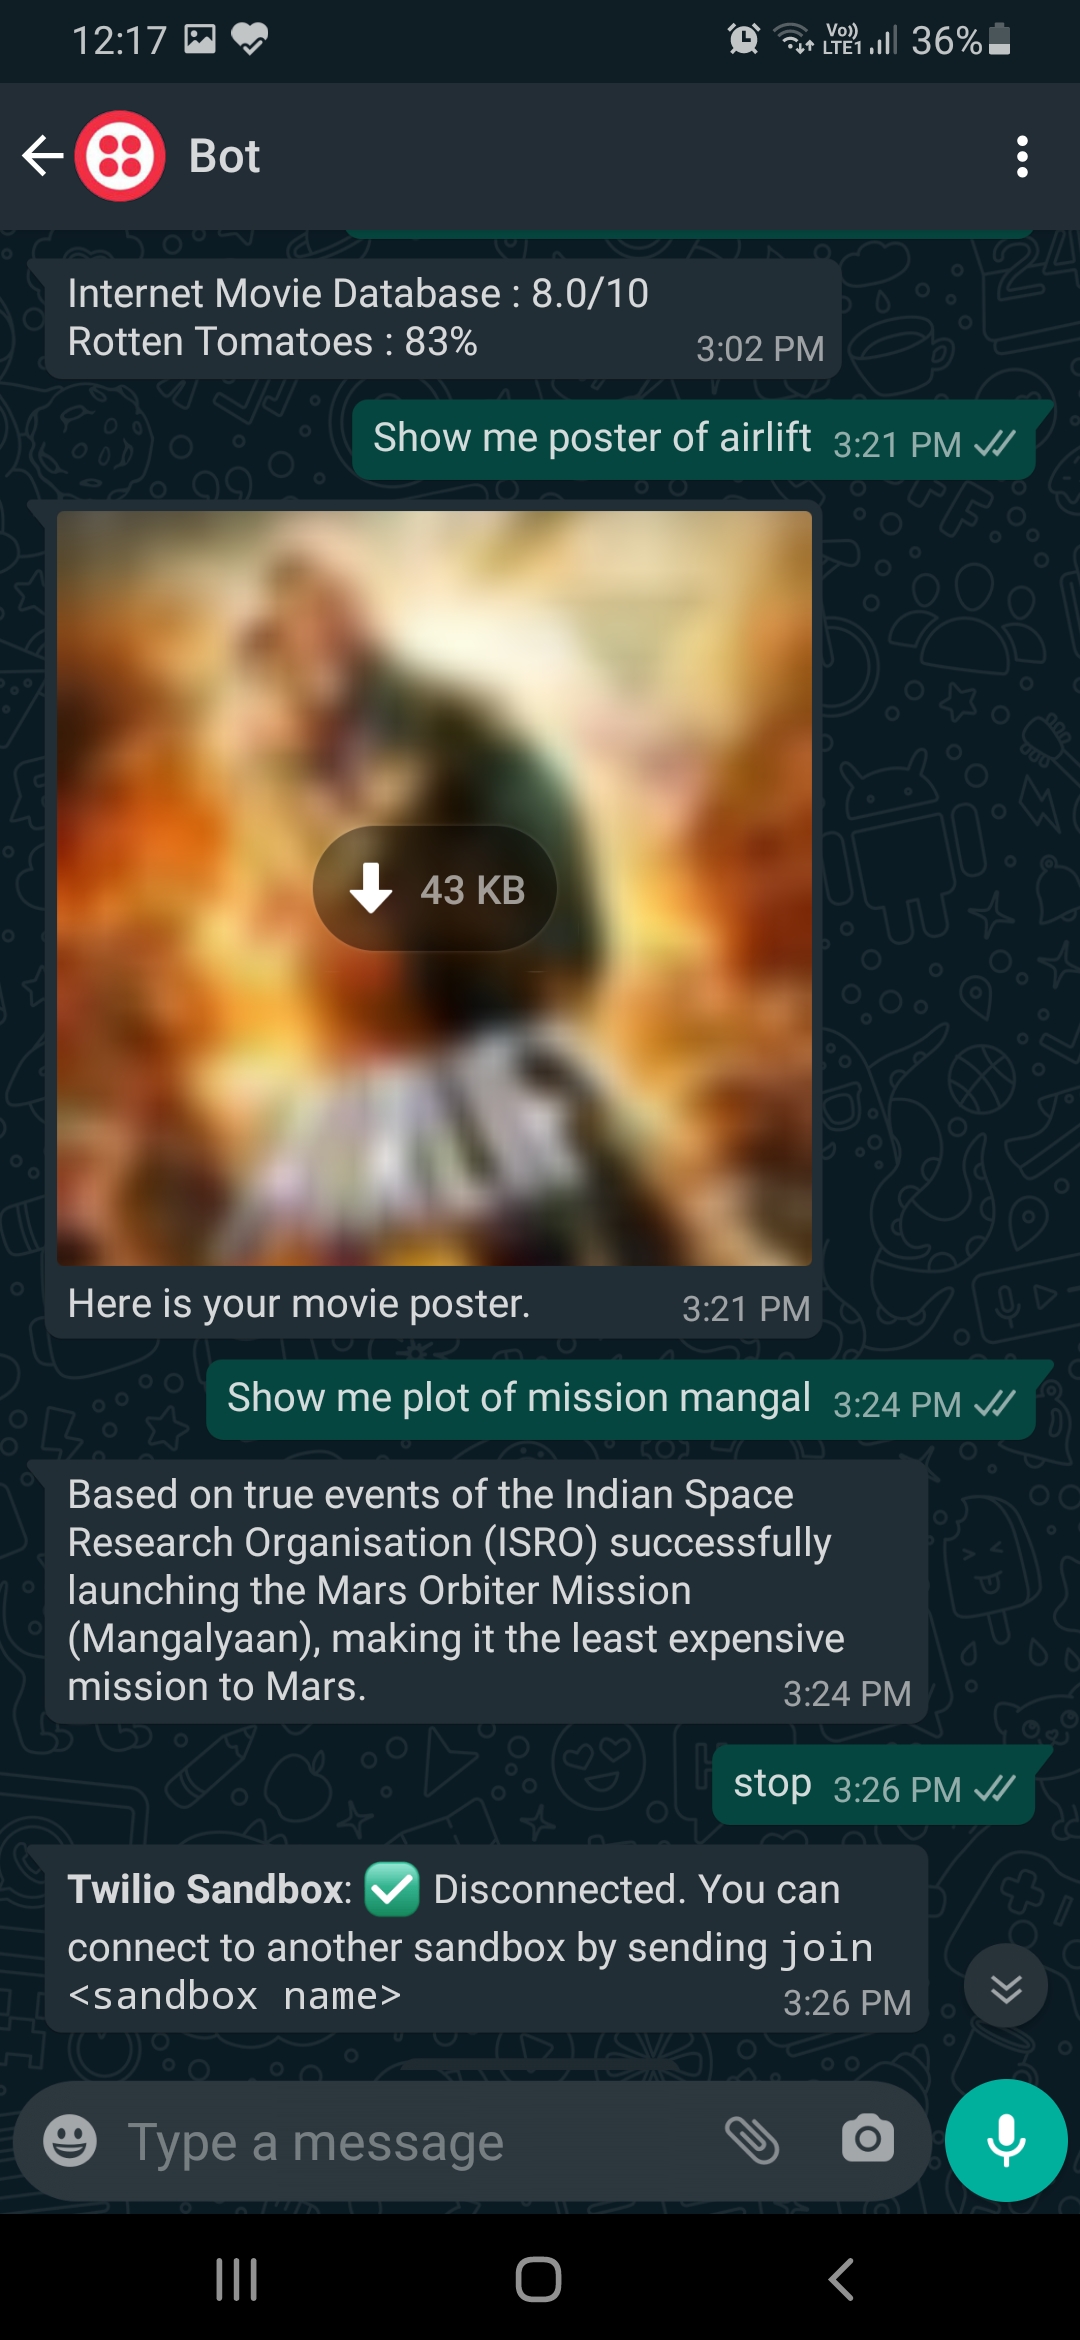 12:17
Vo))
LTE1
36%
Bot
Internet Movie Database : 8.0/10
Rotten Tomatoes : 83%
3:02 PM
Show me poster of airlift
3:21 PM
43 KB
Here is your movie poster.
3:21 PM
Show me plot of mission mangal
3:24 PM
Based on true events of the Indian Space
Research Organisation (ISRO) successfully
launching the Mars Orbiter Mission
(Mangalyaan), making it the least expensive
mission to Mars.
3:24 PM
stop
3:26 PM
Twilio Sandbox: ✅ Disconnected. You can
connect to another sandbox by sending join
<sandbox name>
3:26 PM
Type a message